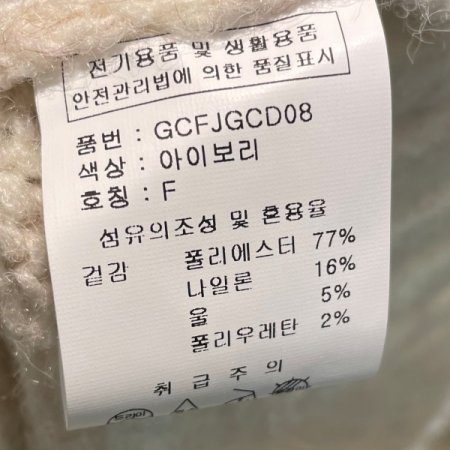 전기용품 및 생활용품
안전관리법에 의한 품질표시
품번 : GCFJGCD08
색상 : 아이보리
호칭 : F
섬유의조성 및 혼용율
겉감 폴리에스터 77%
나일론 16%
울 5%
폴리우레탄 2%
취급주의
드라이